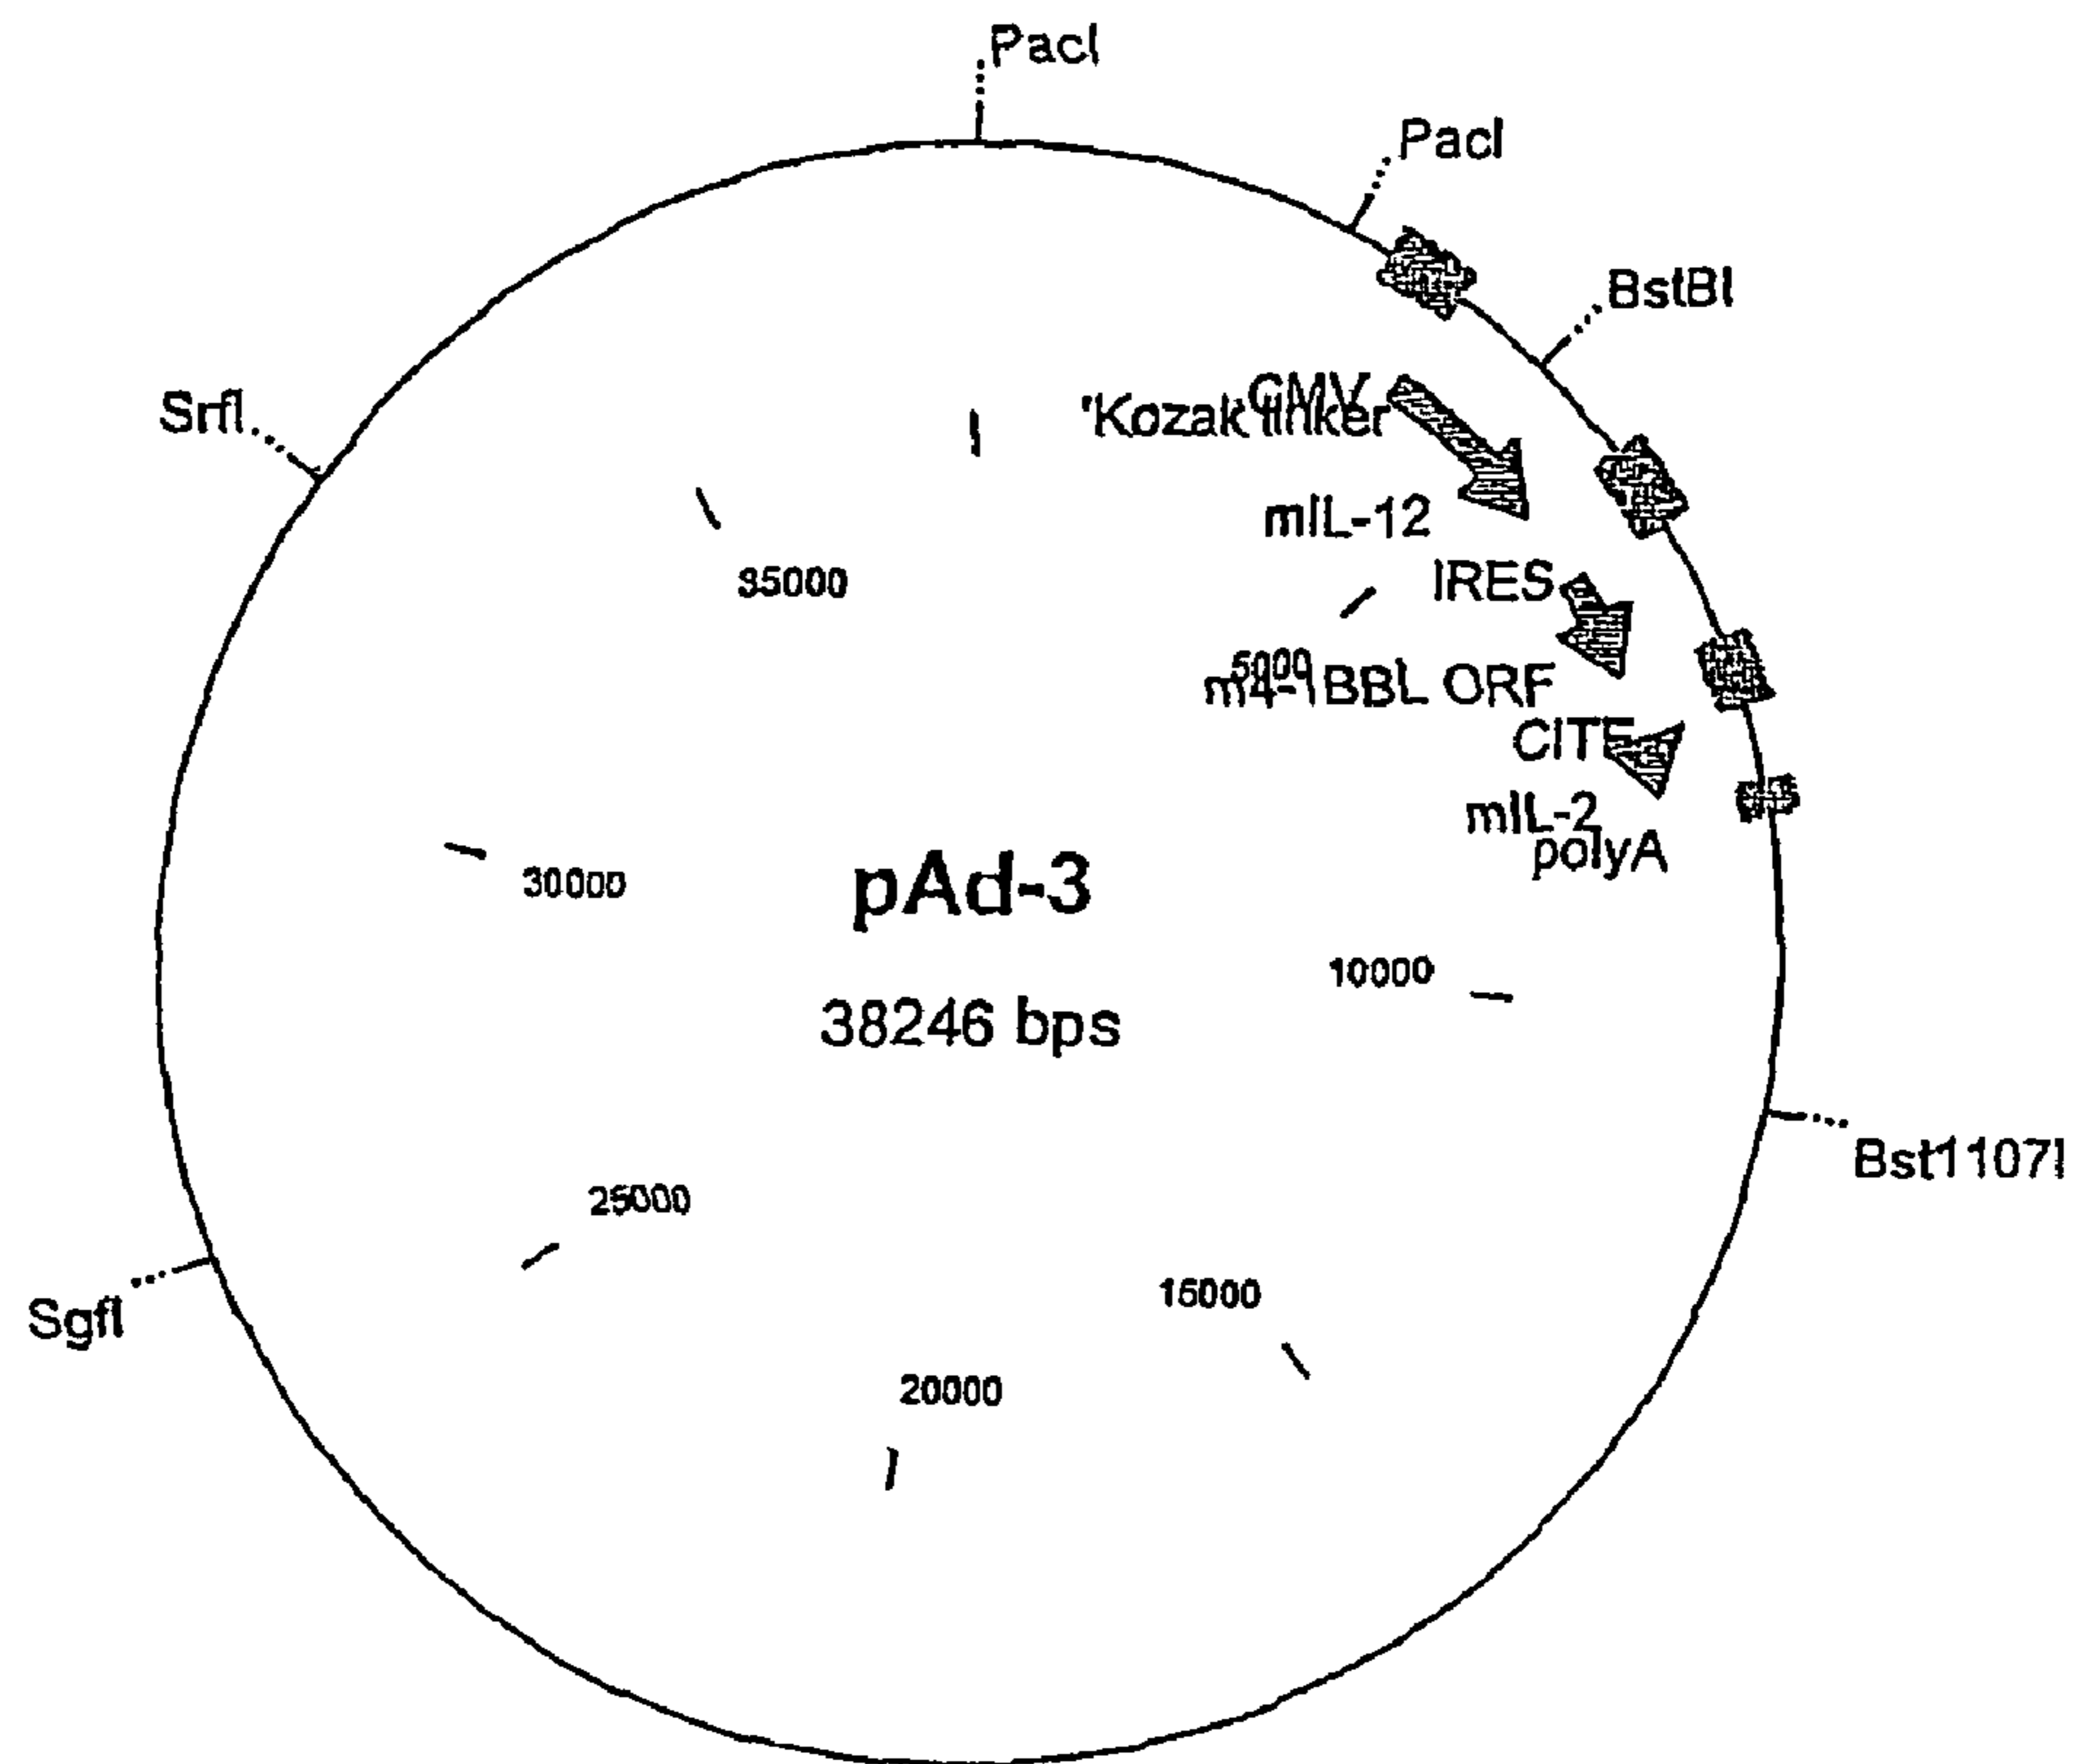 PacI
PacI
BstBI
SrfI
CMV
'Kozak linker
mIL-12
IRES
35000
5000
m4-1BBL ORF
CITE
mIL-2
polyA
30000
pAd-3
10000
38246 bps
Bst1107I
25000
15000
SgfI
20000